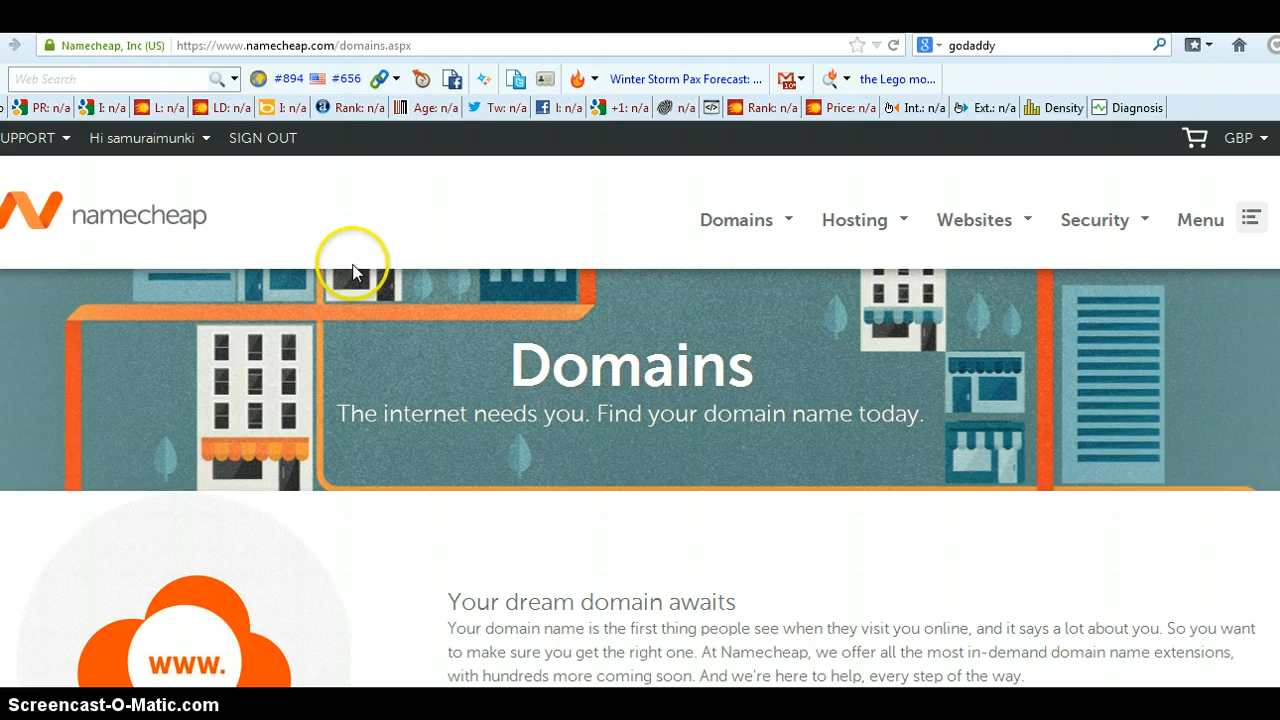 Namecheap, Inc (US) https://www.namecheap.com/domains.aspx godaddy
Web Search #894 #656 Winter Storm Pax Forecast: ... the Lego mo...
PR: n/a I: n/a L: n/a LD: n/a I: n/a Rank: n/a Age: n/a Tw: n/a l: n/a +1: n/a n/a Rank: n/a Price: n/a Int.: n/a Ext.: n/a Density Diagnosis
UPPORT Hi samuraimunki SIGN OUT GBP
namecheap Domains Hosting Websites Security Menu
Domains
The internet needs you. Find your domain name today.
Your dream domain awaits
Your domain name is the first thing people see when they visit you online, and it says a lot about you. So you want
to make sure you get the right one. At Namecheap, we offer all the most in-demand domain name extensions,
with hundreds more coming soon. And we're here to help, every step of the way.
www.
Screencast-O-Matic.com